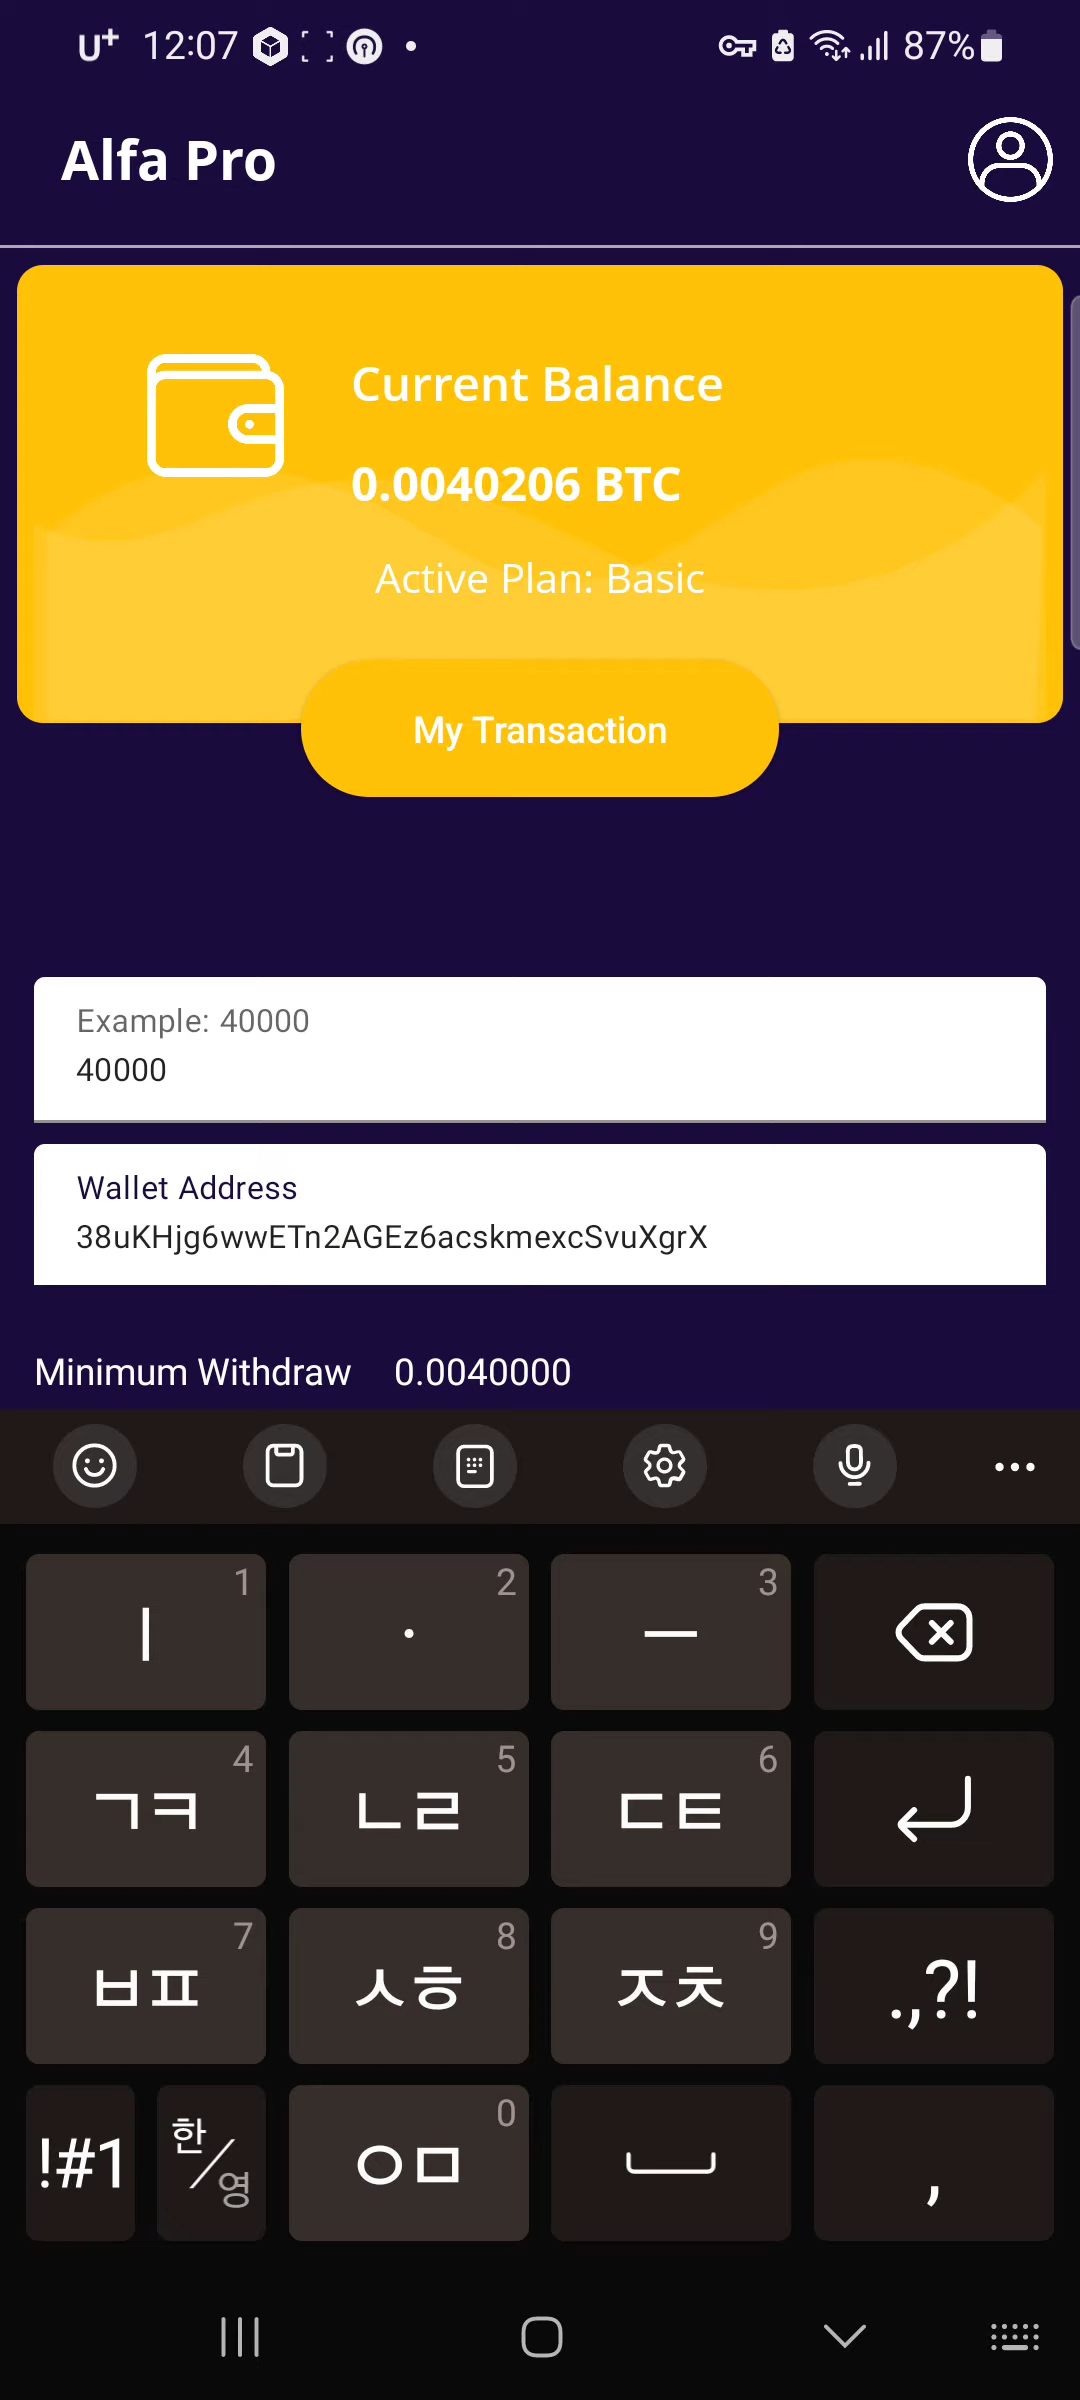 U+ 12:07 87%
Alfa Pro
Current Balance
0.0040206 BTC
Active Plan: Basic
My Transaction
Example: 40000
40000
Wallet Address
38uKHjg6wwETn2AGEz6acskmexcSvuXgrX
Minimum Withdraw 0.0040000
ㅣ 1 · 2 ㅡ 3
ㄱㅋ 4 ㄴㄹ 5 ㄷㅌ 6
ㅂㅍ 7 ㅅㅎ 8 ㅈㅊ 9 .,?!
!#1 한/영 ㅇㅁ 0 ,